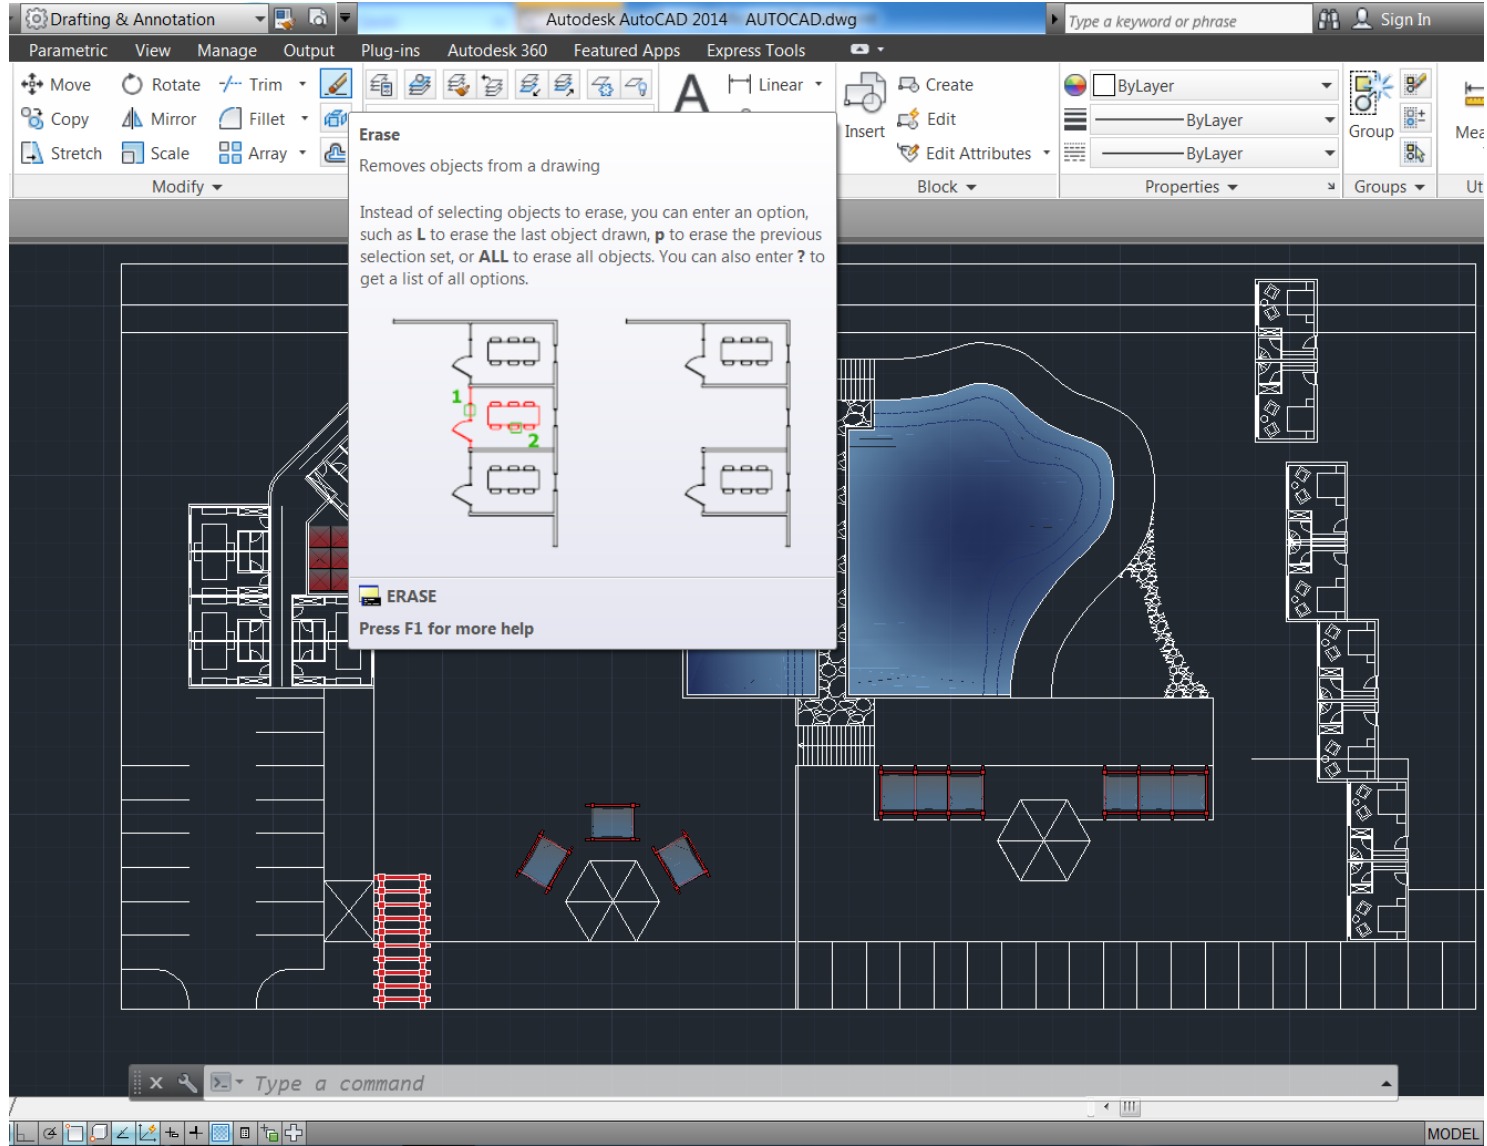 Drafting & Annotation
Autodesk AutoCAD 2014 AUTOCAD.dwg
Type a keyword or phrase
Sign In
Parametric View Manage Output Plug-ins Autodesk 360 Featured Apps Express Tools
Move Rotate Trim
Copy Mirror Fillet
Stretch Scale Array
Modify
A
Linear
Insert
Create
Edit
Edit Attributes
Block
ByLayer
ByLayer
ByLayer
Properties
Group
Groups
Mea
Ut
Erase
Removes objects from a drawing
Instead of selecting objects to erase, you can enter an option,
such as L to erase the last object drawn, p to erase the previous
selection set, or ALL to erase all objects. You can also enter ? to
get a list of all options.
1
2
ERASE
Press F1 for more help
Type a command
MODEL